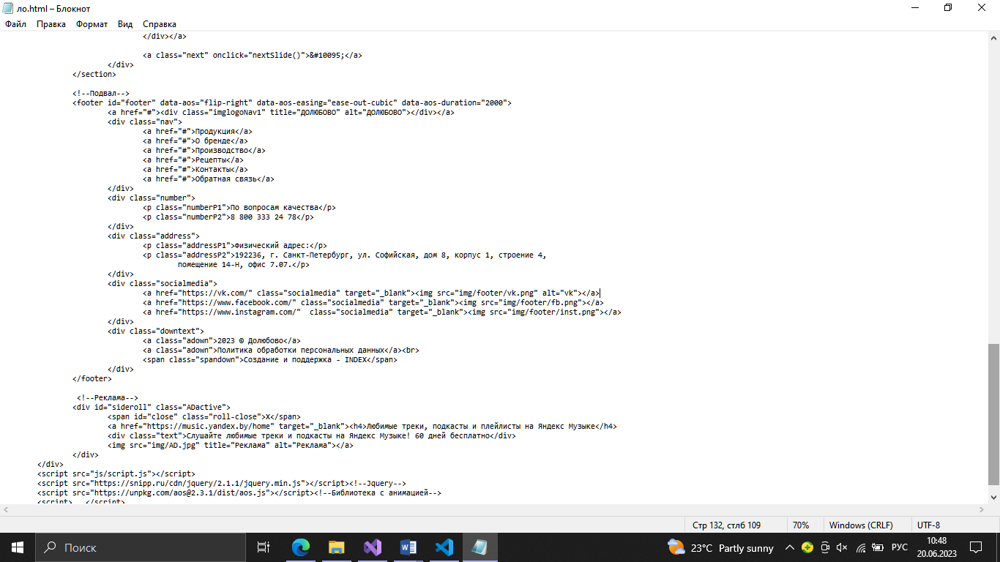 ло.html – Блокнот
Файл Правка Формат Вид Справка
</div></a>
<a class="next" onclick="nextSlide()">&#10095;</a>
</div>
</section>
<!--Подвал-->
<footer id="footer" data-aos="flip-right" data-aos-easing="ease-out-cubic" data-aos-duration="2000">
<a href="#"><div class="imglogoNav1" title="ДОЛЮБОВО" alt="ДОЛЮБОВО"></div></a>
<div class="nav">
<a href="#">Продукция</a>
<a href="#">О бренде</a>
<a href="#">Производство</a>
<a href="#">Рецепты</a>
<a href="#">Контакты</a>
<a href="#">Обратная связь</a>
</div>
<div class="number">
<p class="numberP1">По вопросам качества</p>
<p class="numberP2">8 800 333 24 78</p>
</div>
<div class="address">
<p class="addressP1">Физический адрес:</p>
<p class="addressP2">192236, г. Санкт-Петербург, ул. Софийская, дом 8, корпус 1, строение 4,
помещение 14-Н, офис 7.07.</p>
</div>
<div class="socialmedia">
<a href="https://vk.com/" class="socialmedia" target="_blank"><img src="img/footer/vk.png" alt="vk"></a>
<a href="https://www.facebook.com/" class="socialmedia" target="_blank"><img src="img/footer/fb.png"></a>
<a href="https://www.instagram.com/"  class="socialmedia" target="_blank"><img src="img/footer/inst.png"></a>
</div>
<div class="downtext">
<a class="adown">2023 © Долюбово</a>
<a class="adown">Политика обработки персональных данных</a><br>
<span class="spandown">Создание и поддержка - INDEX</span>
</div>
</footer>
<!--Реклама-->
<div id="sideroll" class="ADactive">
<span id="close" class="roll-close">X</span>
<a href="https://music.yandex.by/home" target="_blank"><h4>Любимые треки, подкасты и плейлисты на Яндекс Музыке</h4>
<div class="text">Слушайте любимые треки и подкасты на Яндекс Музыке! 60 дней бесплатно</div>
<img src="img/AD.jpg" title="Реклама" alt="Реклама"></a>
</div>
</div>
<script src="js/script.js"></script>
<script src="https://snipp.ru/cdn/jquery/2.1.1/jquery.min.js"></script><!--Jquery-->
<script src="https://unpkg.com/aos@2.3.1/dist/aos.js"></script><!--Библиотека с анимацией-->
<script> </script>
Стр 132, стлб 109 70% Windows (CRLF) UTF-8
Поиск 23°C Partly sunny РУС 10:48
20.06.2023